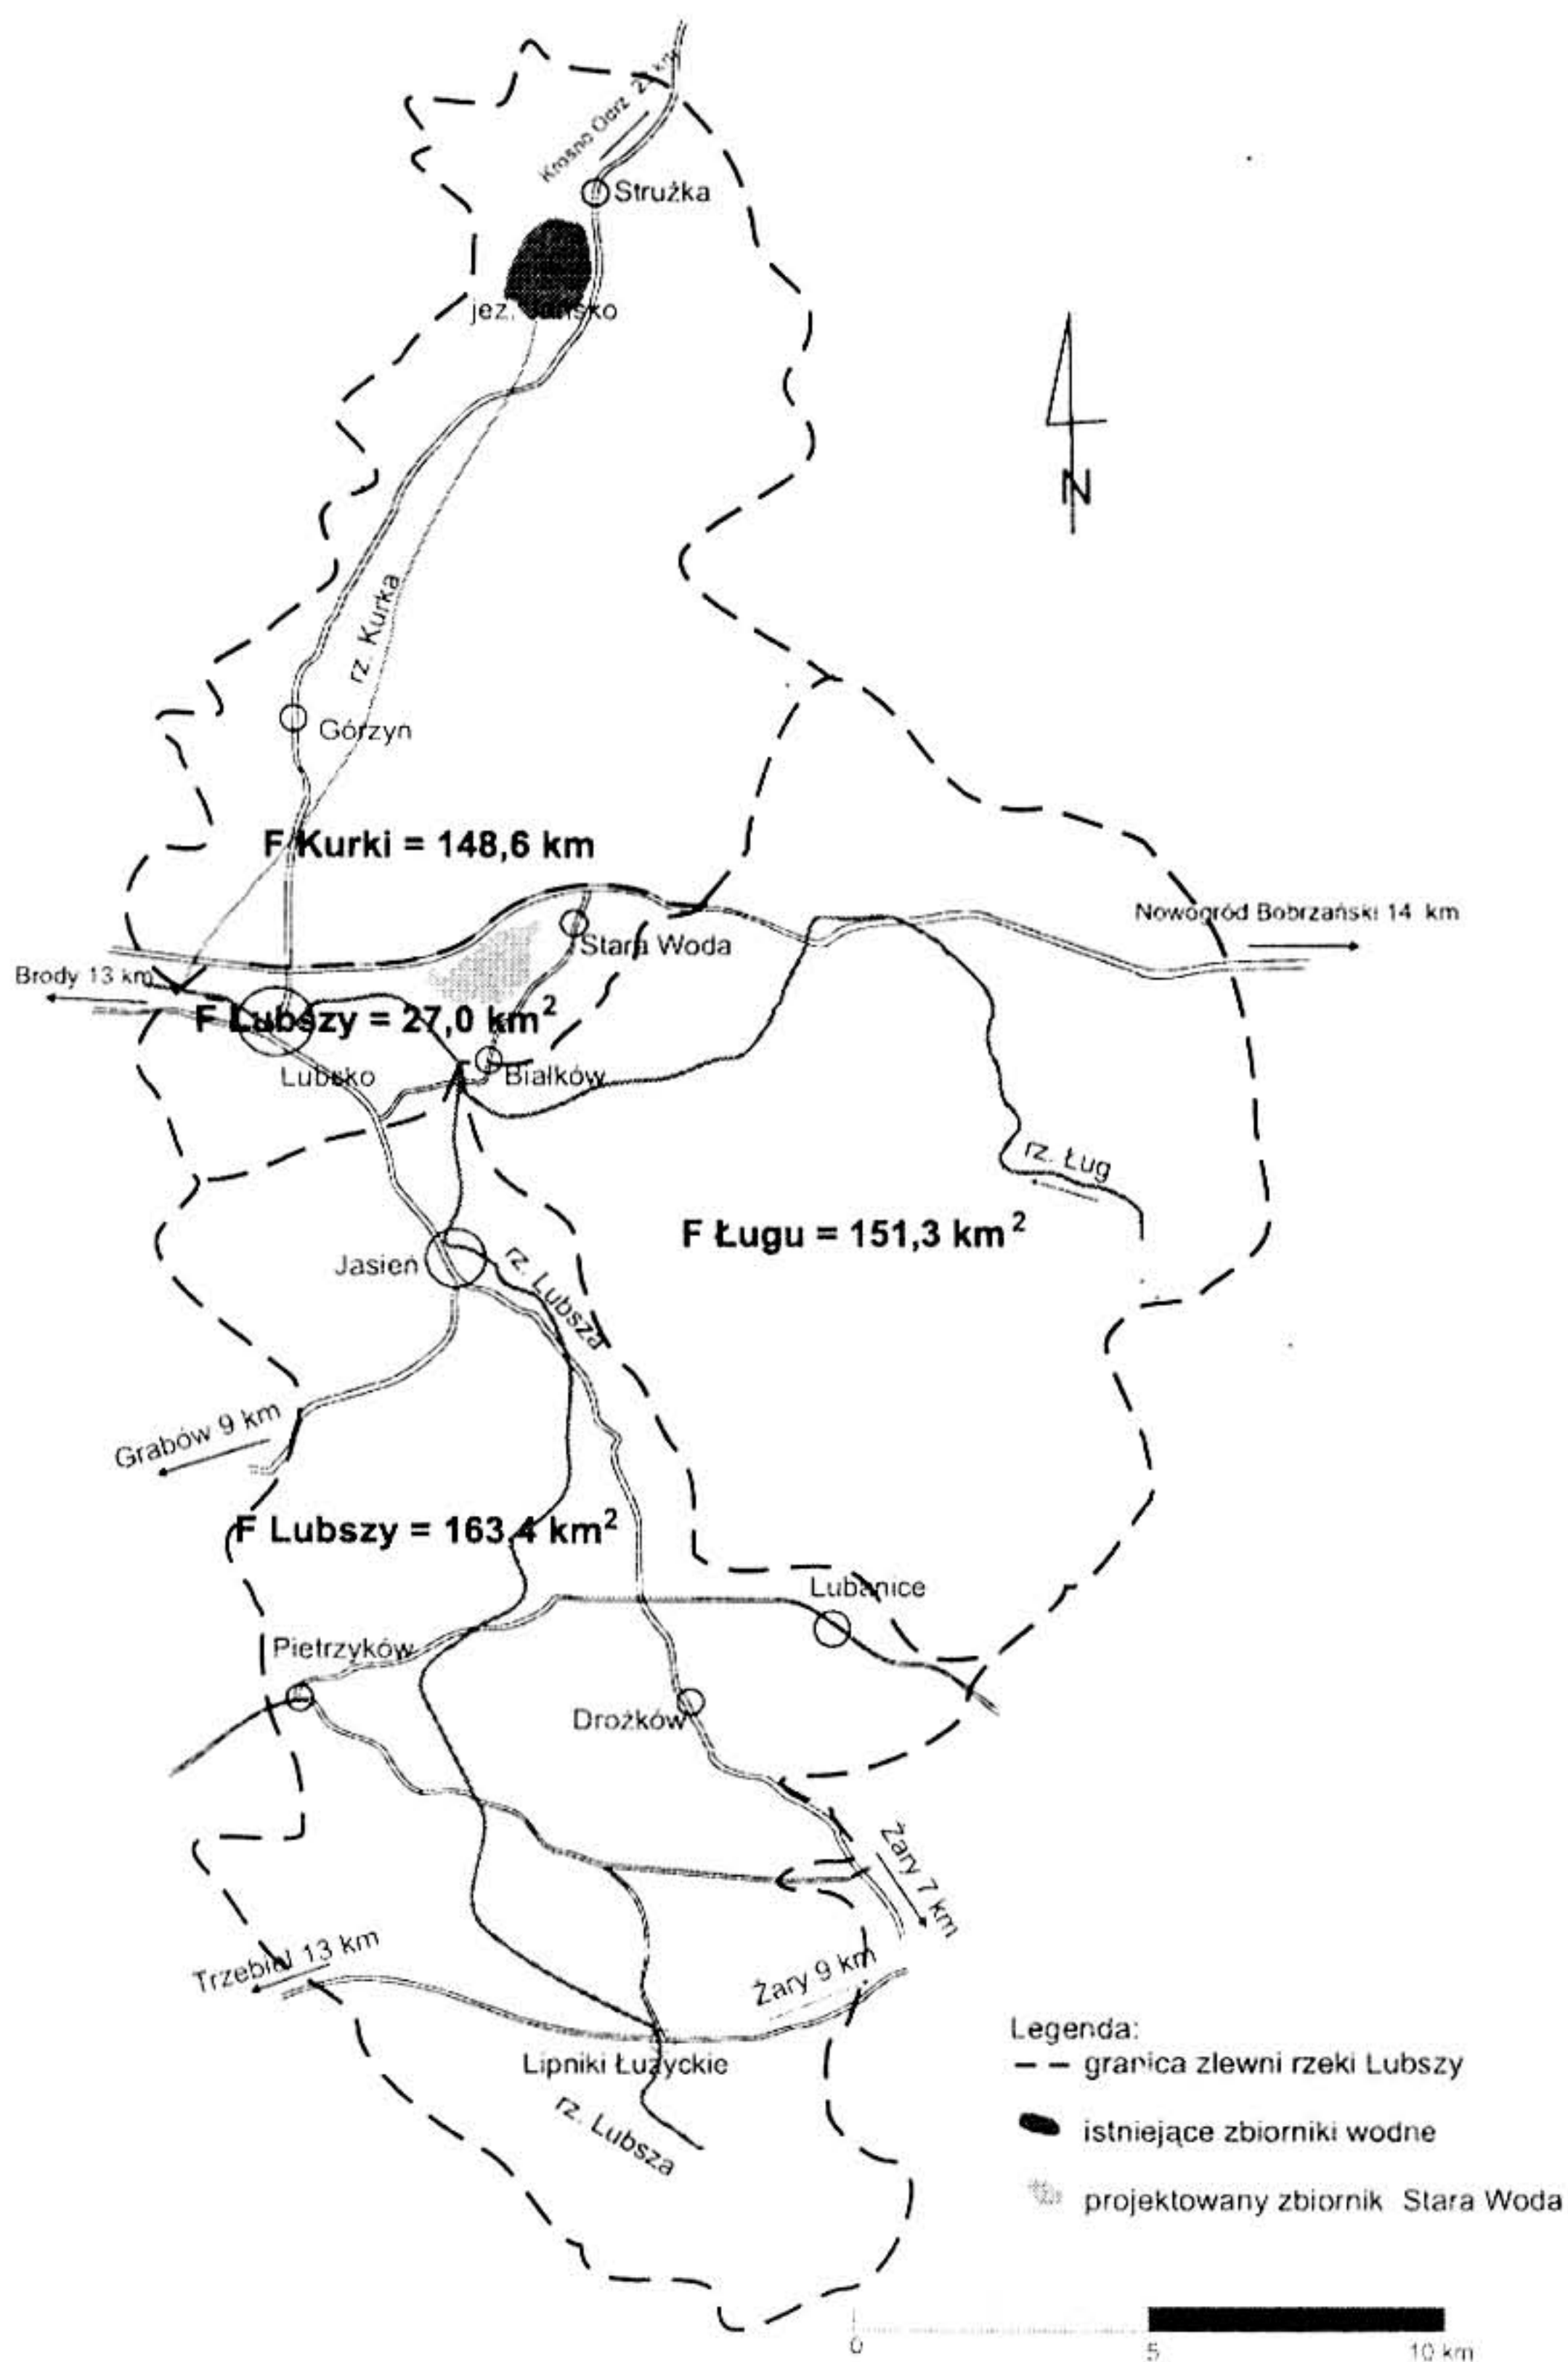 Krosno Odrz 2 km
Strużka
jez. Jańsko
N
rz. Kurka
Górzyn
F Kurki = 148,6 km
Nowogród Bobrzański 14 km
Stara Woda
Brody 13 km
F Lubszy = 27,0 km²
Lubsko
Białków
rz. Ług
F Ługu = 151,3 km²
Jasień
rz. Lubsza
Grabów 9 km
F Lubszy = 163,4 km²
Lubanice
Pietrzyków
Drożków
Żary 7 km
Trzebiel 13 km
Żary 9 km
Lipniki Łużyckie
rz. Lubsza
Legenda:
granica zlewni rzeki Lubszy
istniejące zbiorniki wodne
projektowany zbiornik Stara Woda
0 5 10 km